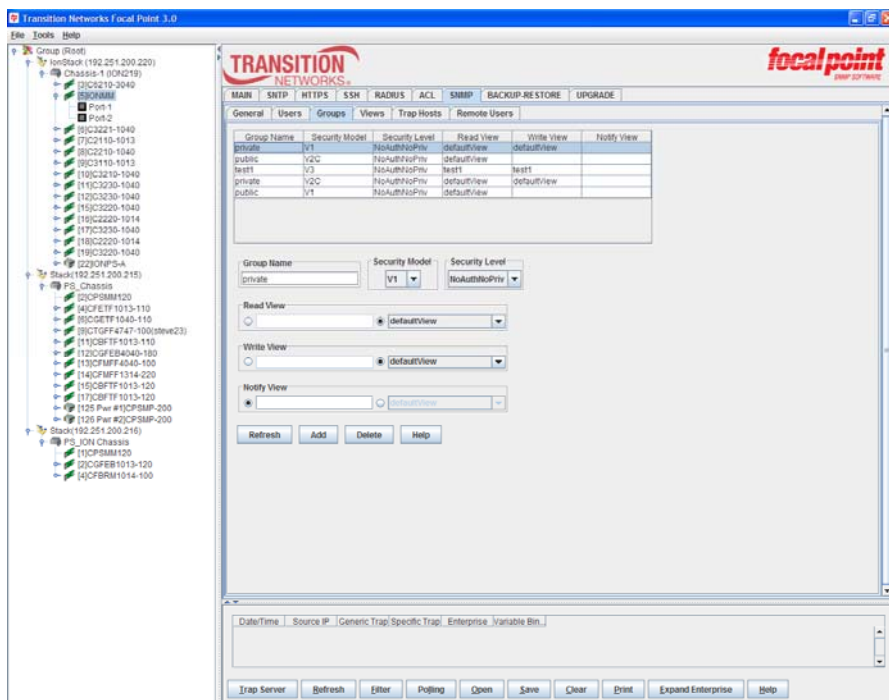 Transition Networks Focal Point 3.0
File Tools Help
Group (Root)
IonStack (192.251.200.220)
Chassis-1 (ION219)
[3]C6210-3040
[5]IONMM
Port-1
Port-2
[6]C3221-1040
[7]C2110-1013
[8]C2210-1040
[9]C3110-1013
[10]C3210-1040
[11]C3230-1040
[12]C3230-1040
[15]C3220-1040
[16]C2220-1014
[17]C3230-1040
[18]C2220-1014
[19]C3220-1040
[22]IONPS-A
Stack(192.251.200.215)
PS_Chassis
[2]CPSMM120
[4]CFETF1013-110
[6]CGETF1040-110
[9]CTGFF4747-100(steve23)
[11]CBFTF1013-110
[12]CGFEB4040-180
[13]CFMFF4040-100
[14]CFMFF1314-220
[15]CBFTF1013-120
[17]CBFTF1013-120
[125 Pwr #1]CPSMP-200
[126 Pwr #2]CPSMP-200
Stack(192.251.200.216)
PS_ION Chassis
[1]CPSMM120
[2]CGFEB1013-120
[4]CFBRM1014-100
TRANSITION NETWORKS®
focal point
SNMP SOFTWARE
MAIN SNTP HTTPS SSH RADIUS ACL SNMP BACKUP-RESTORE UPGRADE
General Users Groups Views Trap Hosts Remote Users
Group Name Security Model Security Level Read View Write View Notify View
private V1 NoAuthNoPriv defaultView defaultView
public V2C NoAuthNoPriv defaultView
test1 V3 NoAuthNoPriv test1 test1
private V2C NoAuthNoPriv defaultView defaultView
public V1 NoAuthNoPriv defaultView
Group Name Security Model Security Level
private V1 NoAuthNoPriv
Read View
defaultView
Write View
defaultView
Notify View
defaultView
Refresh Add Delete Help
Date/Time Source IP Generic Trap Specific Trap Enterprise Variable Bin...
Trap Server Refresh Filter Polling Open Save Clear Print Expand Enterprise Help